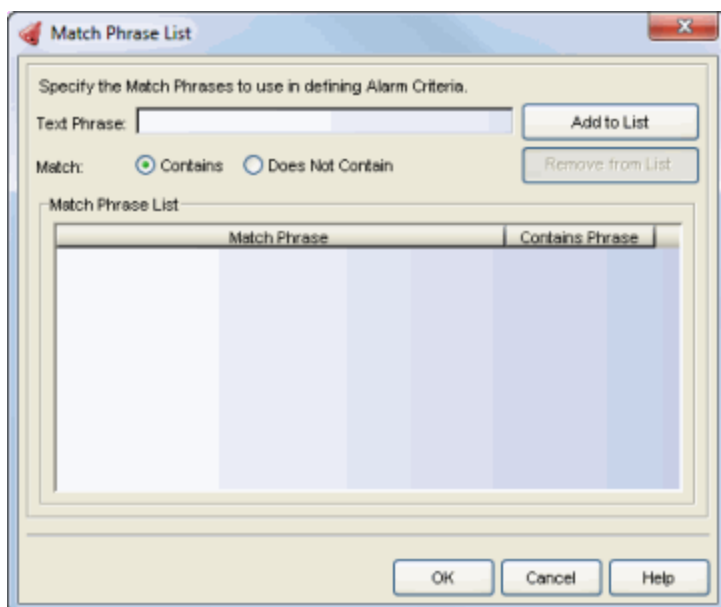 Match Phrase List
Specify the Match Phrases to use in defining Alarm Criteria.
Text Phrase:
Add to List
Match: Contains Does Not Contain
Remove from List
Match Phrase List
Match Phrase Contains Phrase
OK Cancel Help